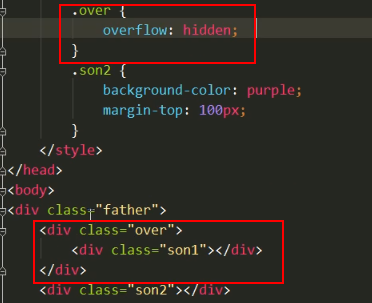 .over {
overflow: hidden;
}
.son2 {
background-color: purple;
margin-top: 100px;
}
</style>
</head>
<body>
<div class="father">
<div class="over">
<div class="son1"></div>
</div>
<div class="son2"></div>